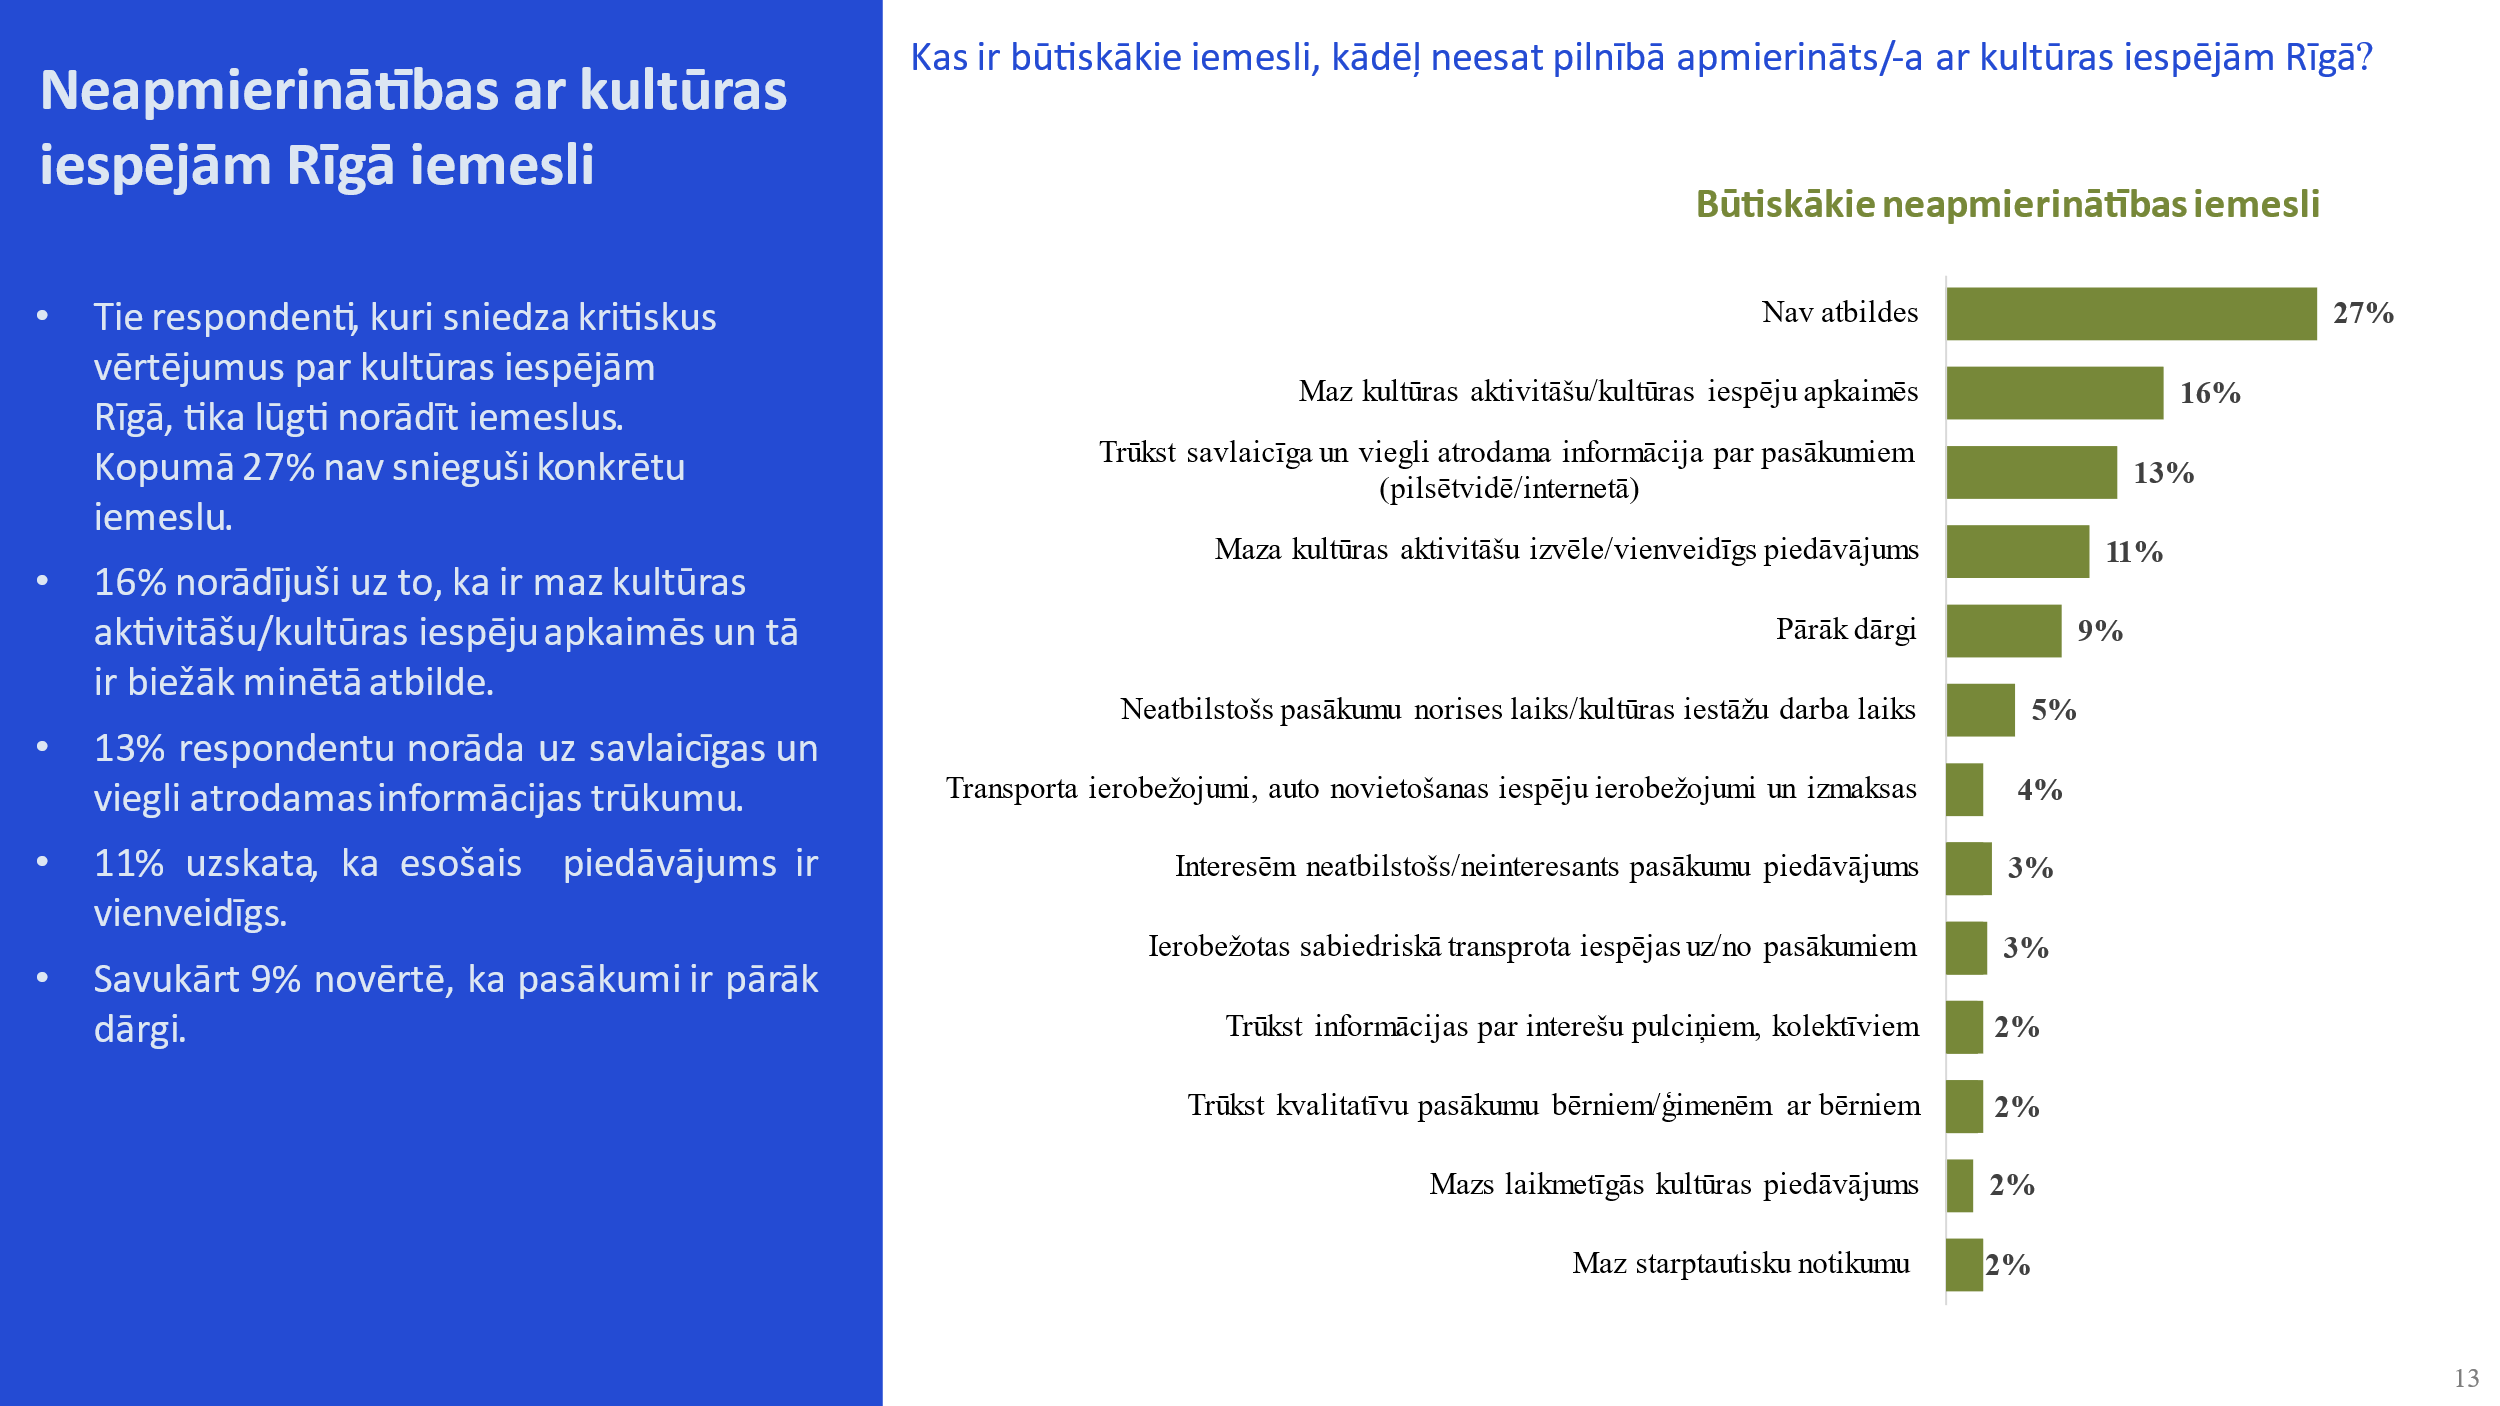 Neapmierinātības ar kultūras
iespējām Rīgā iemesli
• Tie respondenti, kuri sniedza kritiskus
vērtējumus par kultūras iespējām
Rīgā, tika lūgti norādīt iemeslus.
Kopumā 27% nav snieguši konkrētu
iemeslu.
• 16% norādījuši uz to, ka ir maz kultūras
aktivitāšu/kultūras iespēju apkaimēs un tā
ir biežāk minētā atbilde.
• 13% respondentu norāda uz savlaicīgas un
viegli atrodamas informācijas trūkumu.
• 11% uzskata, ka esošais piedāvājums ir
vienveidīgs.
• Savukārt 9% novērtē, ka pasākumi ir pārāk
dārgi.
Kas ir būtiskākie iemesli, kādēļ neesat pilnībā apmierināts/-a ar kultūras iespējām Rīgā?
Būtiskākie neapmierinātības iemesli
Nav atbildes 27%
Maz kultūras aktivitāšu/kultūras iespēju apkaimēs 16%
Trūkst savlaicīga un viegli atrodama informācija par pasākumiem
(pilsētvidē/internetā) 13%
Maza kultūras aktivitāšu izvēle/vienveidīgs piedāvājums 11%
Pārāk dārgi 9%
Neatbilstošs pasākumu norises laiks/kultūras iestāžu darba laiks 5%
Transporta ierobežojumi, auto novietošanas iespēju ierobežojumi un izmaksas 4%
Interesēm neatbilstošs/neinteresants pasākumu piedāvājums 3%
Ierobežotas sabiedriskā transprota iespējas uz/no pasākumiem 3%
Trūkst informācijas par interešu pulciņiem, kolektīviem 2%
Trūkst kvalitatīvu pasākumu bērniem/ģimenēm ar bērniem 2%
Mazs laikmetīgās kultūras piedāvājums 2%
Maz starptautisku notikumu 2%
13